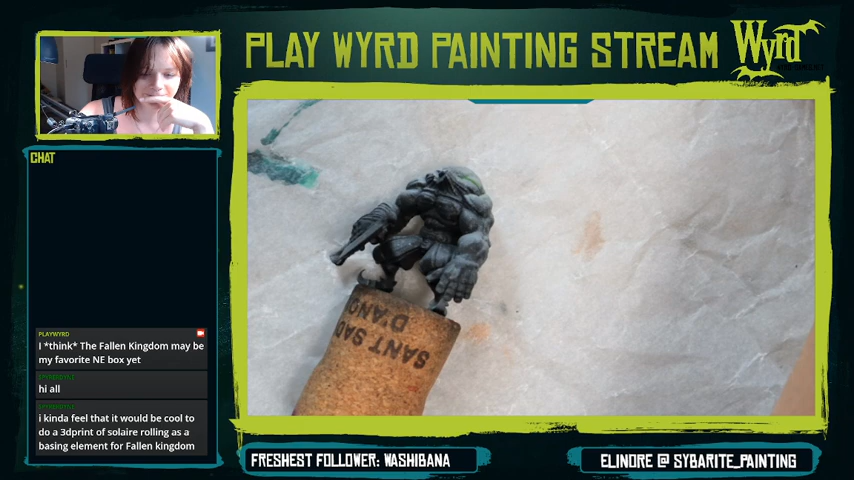 PLAY WYRD PAINTING STREAM
Wyrd
CHAT
PLAYWYRD
I *think* The Fallen Kingdom may be
my favorite NE box yet
hi all
i kinda feel that it would be cool to
do a 3dprint of solaire rolling as a
basing element for Fallen kingdom
SANT SAD
D'ANO
FRESHEST FOLLOWER: WASHIBANA
ELINORE @ SYBARITE_PAINTING